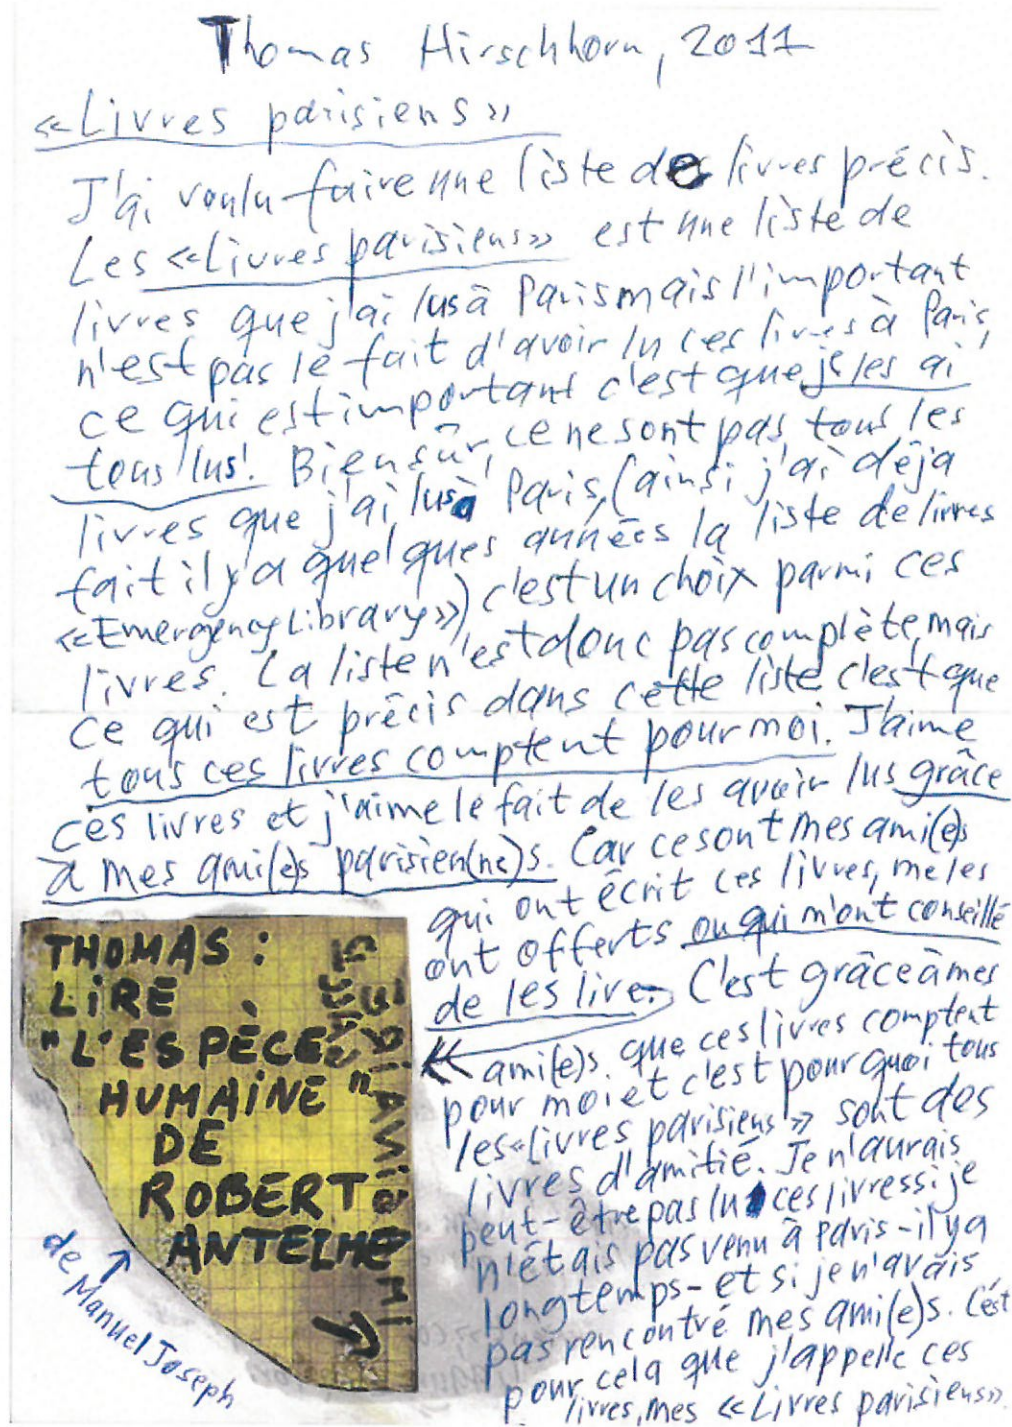 Thomas Hirschhorn, 2011
«Livres parisiens»
J'ai voulu faire une liste de livres précis.
Les «Livres parisiens» est une liste de
livres que j'ai lus à Paris mais l'important
n'est pas le fait d'avoir lu ces livres à Paris,
ce qui est important c'est que je les ai
tous lus! Bien sûr, ce ne sont pas tous les
livres que j'ai lus à Paris, (ainsi j'ai déja
fait il y a quelques années la liste de livres
«Emergency Library») c'est un choix parmi ces
livres. La liste n'est donc pas complète, mais
ce qui est précis dans cette liste c'est que
tous ces livres comptent pour moi. J'aime
ces livres et j'aime le fait de les avoir lus grâce
à mes ami(e)s parisien(ne)s. Car ce sont mes ami(e)s
qui ont écrit ces livres, me les
ont offerts ou qui m'ont conseillé
de les lire. C'est grâce à mes
ami(e)s que ces livres comptent
pour moi et c'est pourquoi tous
les «Livres parisiens» sont des
livres d'amitié. Je n'aurais
peut-être pas lu ces livres si je
n'étais pas venu à Paris - il y a
longtemps - et si je n'avais
pas rencontré mes ami(e)s. C'est
pour cela que j'appelle ces
livres, mes «Livres parisiens».
THOMAS :
LIRE
"L'ESPÈCE
HUMAINE"
DE
ROBERT
ANTELME
de Manuel Joseph